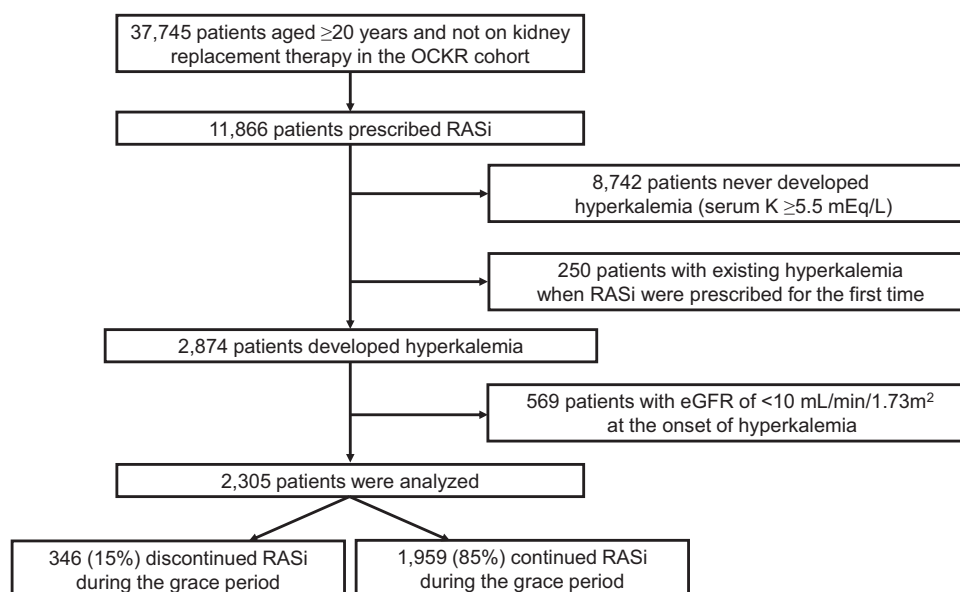 37,745 patients aged ≥20 years and not on kidney
replacement therapy in the OCKR cohort
11,866 patients prescribed RASi
8,742 patients never developed
hyperkalemia (serum K ≥5.5 mEq/L)
250 patients with existing hyperkalemia
when RASi were prescribed for the first time
2,874 patients developed hyperkalemia
569 patients with eGFR of <10 mL/min/1.73m²
at the onset of hyperkalemia
2,305 patients were analyzed
346 (15%) discontinued RASi
during the grace period
1,959 (85%) continued RASi
during the grace period